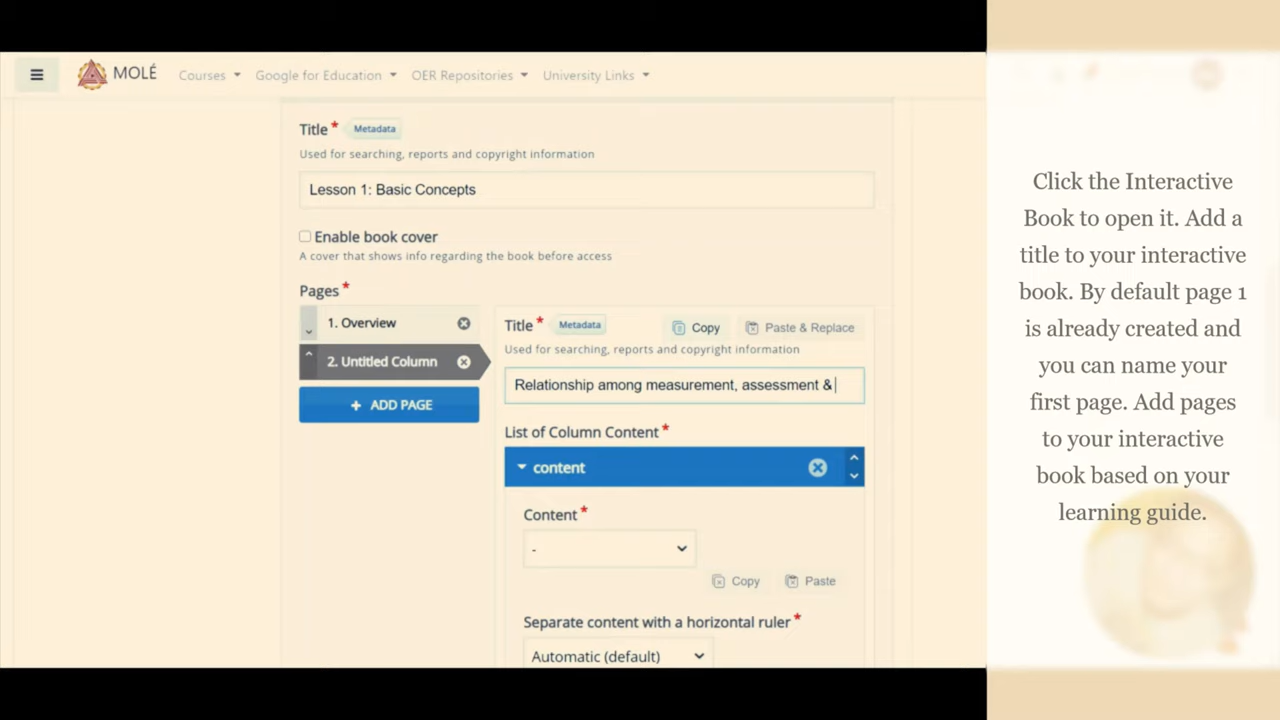 MOLÉ
Courses
Google for Education
OER Repositories
University Links
Title *
Metadata
Used for searching, reports and copyright information
Lesson 1: Basic Concepts
Enable book cover
A cover that shows info regarding the book before access
Pages *
1. Overview
2. Untitled Column
+ ADD PAGE
Title *
Metadata
Copy
Paste & Replace
Used for searching, reports and copyright information
Relationship among measurement, assessment &
List of Column Content *
content
Content *
-
Copy
Paste
Separate content with a horizontal ruler *
Automatic (default)
Click the Interactive
Book to open it. Add a
title to your interactive
book. By default page 1
is already created and
you can name your
first page. Add pages
to your interactive
book based on your
learning guide.